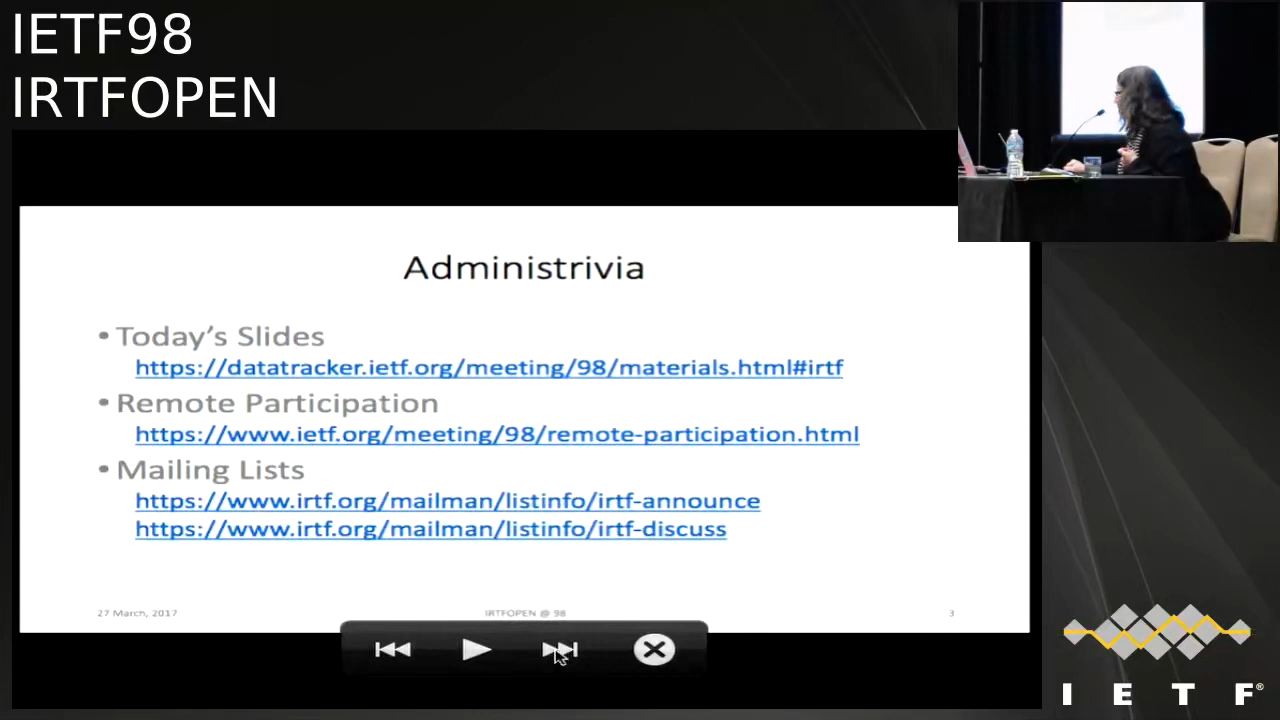 IETF98
IRTFOPEN
Administrivia
• Today's Slides
https://datatracker.ietf.org/meeting/98/materials.html#irtf
• Remote Participation
https://www.ietf.org/meeting/98/remote-participation.html
• Mailing Lists
https://www.irtf.org/mailman/listinfo/irtf-announce
https://www.irtf.org/mailman/listinfo/irtf-discuss
27 March, 2017
IRTFOPEN @ 98
3
I E T F®